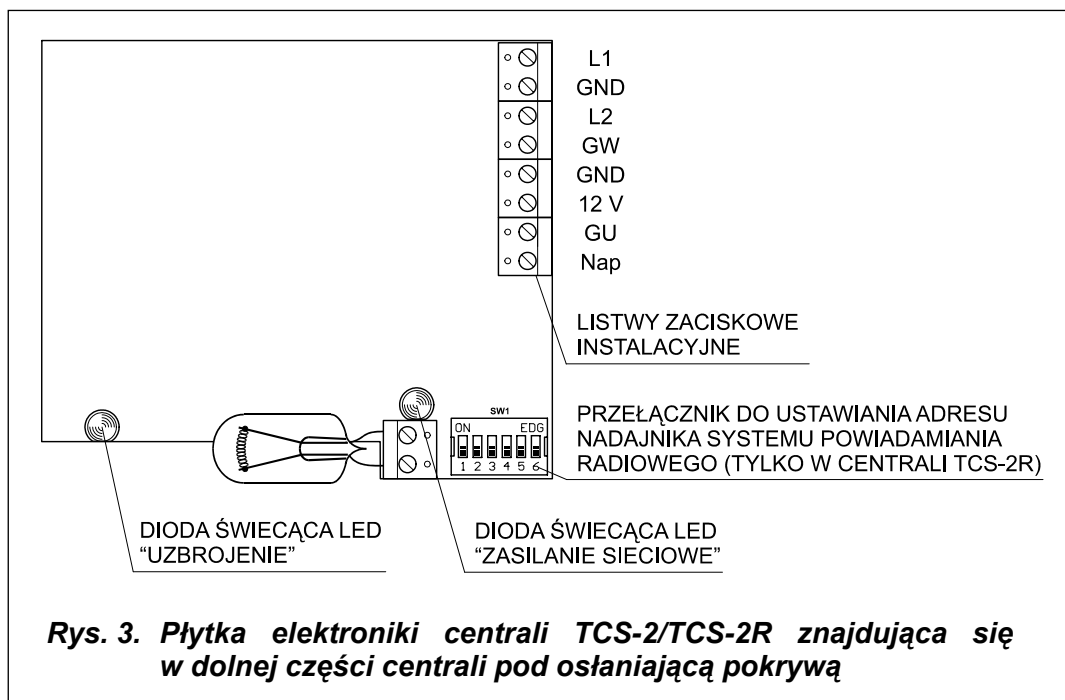 L1
GND
L2
GW
GND
12 V
GU
Nap
LISTWY ZACISKOWE
INSTALACYJNE
SW1
ON EDG
1 2 3 4 5 6
PRZEŁĄCZNIK DO USTAWIANIA ADRESU
NADAJNIKA SYSTEMU POWIADAMIANIA
RADIOWEGO (TYLKO W CENTRALI TCS-2R)
DIODA ŚWIECĄCA LED
“UZBROJENIE”
DIODA ŚWIECĄCA LED
“ZASILANIE SIECIOWE”
Rys. 3. Płytka elektroniki centrali TCS-2/TCS-2R znajdująca się
w dolnej części centrali pod osłaniającą pokrywą